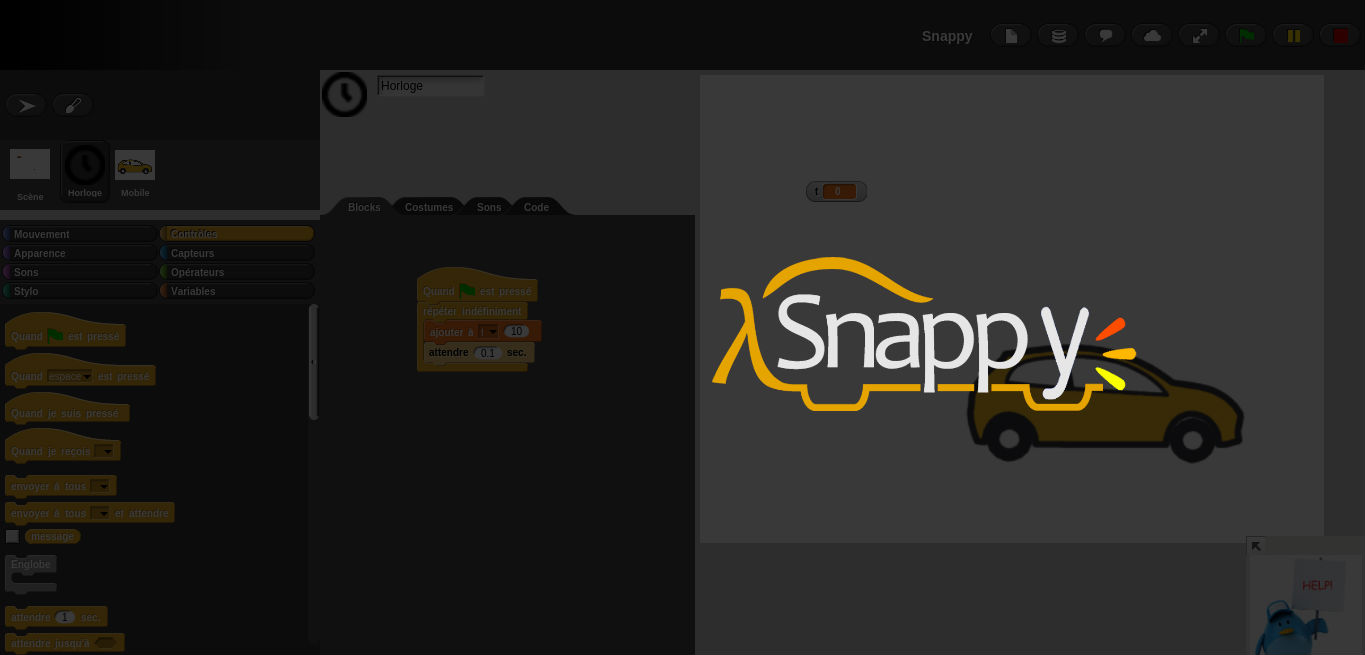 Snappy
Horloge
Scène
Horloge
Mobile
Blocks
Costumes
Sons
Code
t 0
Mouvement
Contrôles
Apparence
Capteurs
Sons
Opérateurs
Stylo
Variables
λSnappy
Quand est pressé
répéter indéfiniment
ajouter à 10
attendre 0.1 sec.
Quand est pressé
Quand espace est pressé
Quand je suis pressé
Quand je reçois
envoyer à tous
envoyer à tous et attendre
message
Englobe
attendre 1 sec.
attendre jusqu'à
HELP!